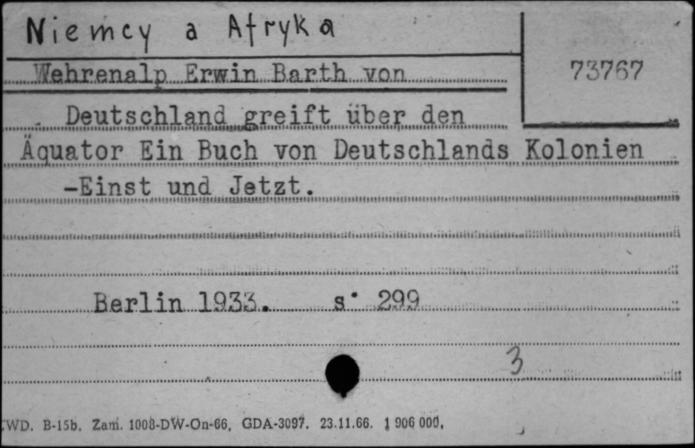 Niemcy a Afryka
Wehrenalp Erwin Barth von
73767
Deutschland greift über den
Äquator Ein Buch von Deutschlands Kolonien
-Einst und Jetzt.
Berlin 1933. s. 299
3
WD. B-15b. Zam. 1008-DW-On-66. GDA-3097. 23.11.66. 1 906 000.